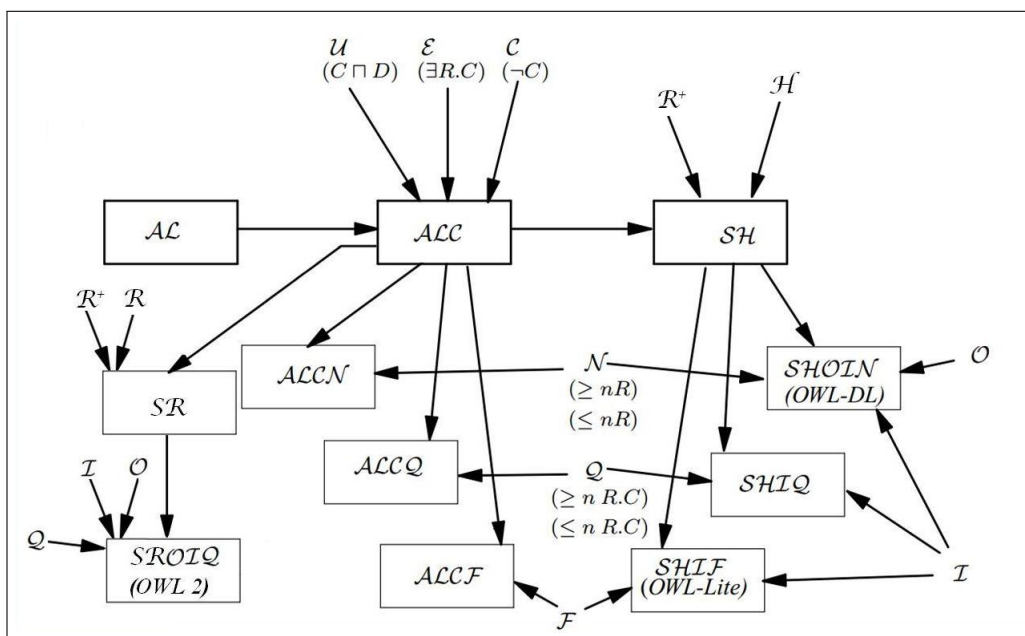 𝒰 ℰ 𝒞
(C ⊓ D) (∃R.C) (¬C)
ℛ⁺ ℋ
𝒜ℒ 𝒜ℒ𝒞 𝒮ℋ
ℛ⁺ ℛ
𝒜ℒ𝒞𝒩 𝒩 𝒮ℋ𝒪ℐ𝒩 𝒪
(≥ nR) (OWL-DL)
𝒮ℛ
(≤ nR)
𝒜ℒ𝒞𝒬 𝒬 𝒮ℋℐ𝒬
ℐ 𝒪
(≥ n R.C)
(≤ n R.C)
𝒬
𝒮ℛ𝒪ℐ𝒬 𝒜ℒ𝒞ℱ 𝒮ℋℐℱ ℐ
(OWL 2) (OWL-Lite)
ℱ